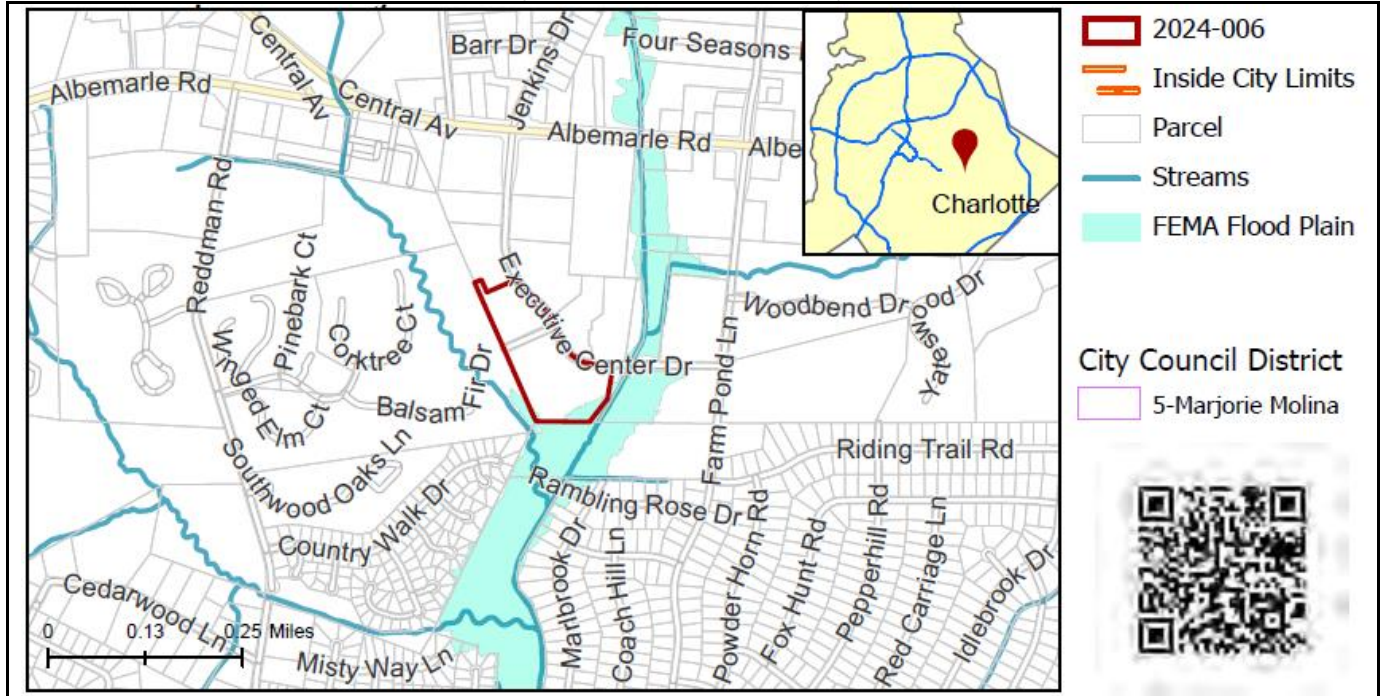 Central Av
Barr Dr
Jenkins Dr
Four Seasons
Albemarle Rd
Central Av
Albemarle Rd
Albe
Reddman Rd
Pinebark Ct
Corktree Ct
Winged Elm Ct
Balsam Fir Dr
Executive Center Dr
Farm Pond Ln
Woodbend Dr
Yateswood Dr
Southwood Oaks Ln
Country Walk Dr
Rambling Rose Dr
Riding Trail Rd
Marlbrook Dr
Coach Hill Ln
Powder Horn Rd
Fox Hunt Rd
Pepperhill Rd
Red Carriage Ln
Idlebrook Dr
Cedarwood Ln
Misty Way Ln
0 0.13 0.25 Miles
Charlotte
2024-006
Inside City Limits
Parcel
Streams
FEMA Flood Plain
City Council District
5-Marjorie Molina